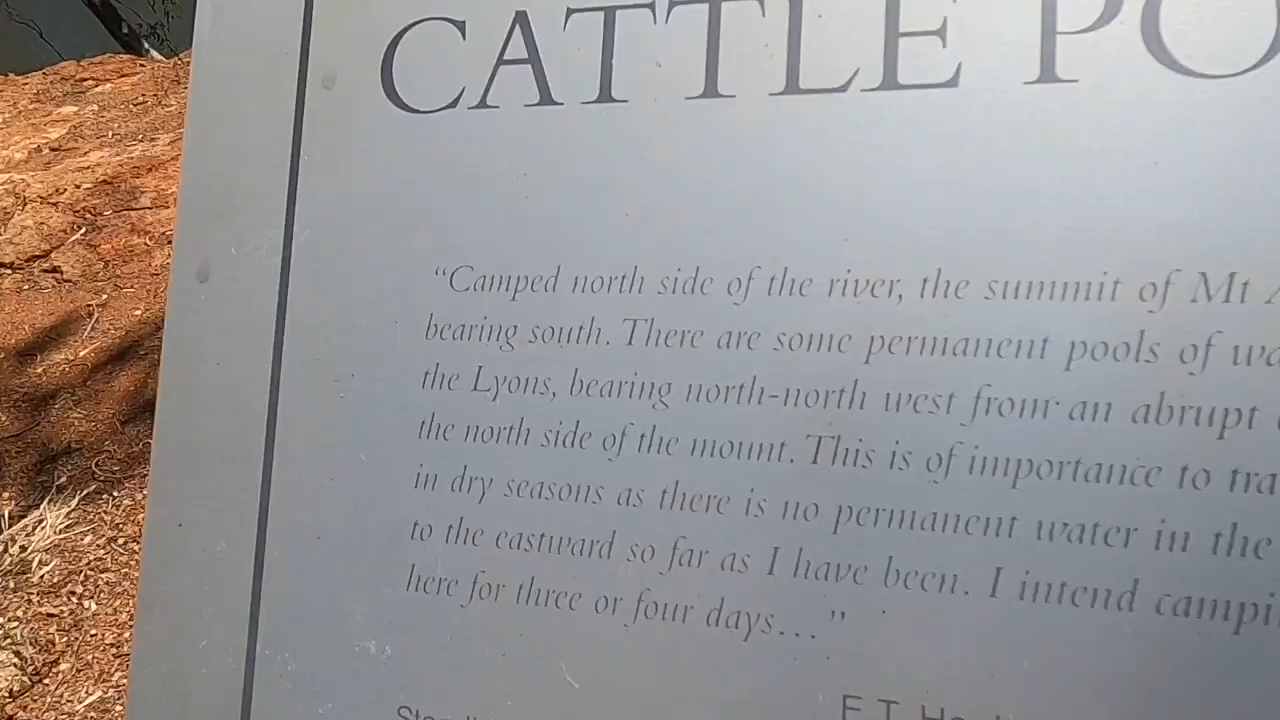 CATTLE PO
“Camped north side of the river, the summit of Mt
bearing south. There are some permanent pools of wa
the Lyons, bearing north-north west from an abrupt
the north side of the mount. This is of importance to tra
in dry seasons as there is no permanent water in the
to the eastward so far as I have been. I intend campi
here for three or four days...”
E.T.